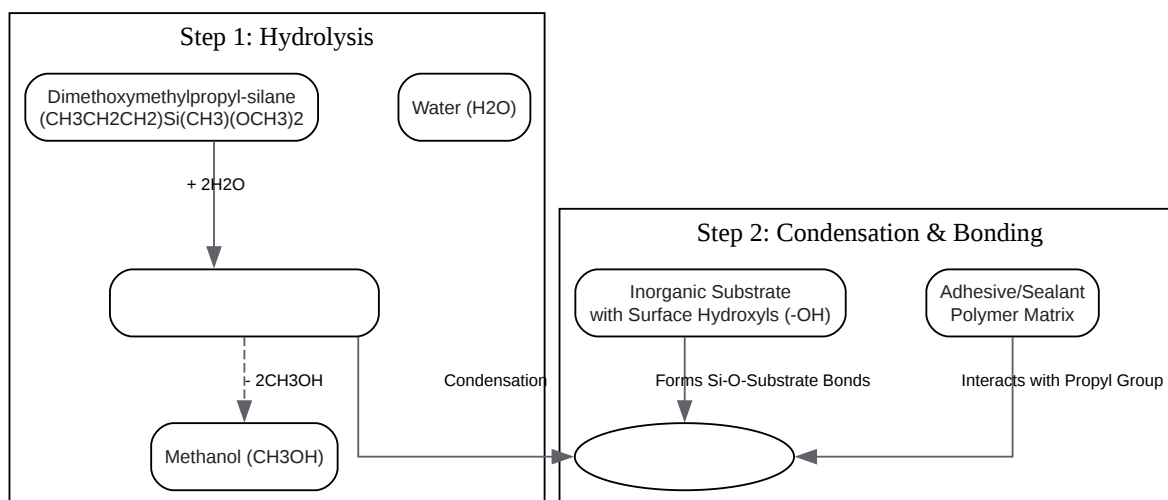 Step 1: Hydrolysis
Dimethoxymethylpropyl-silane
(CH3CH2CH2)Si(CH3)(OCH3)2
Water (H2O)
+ 2H2O
- 2CH3OH
Methanol (CH3OH)
Condensation
Step 2: Condensation & Bonding
Inorganic Substrate
with Surface Hydroxyls (-OH)
Adhesive/Sealant
Polymer Matrix
Forms Si-O-Substrate Bonds
Interacts with Propyl Group